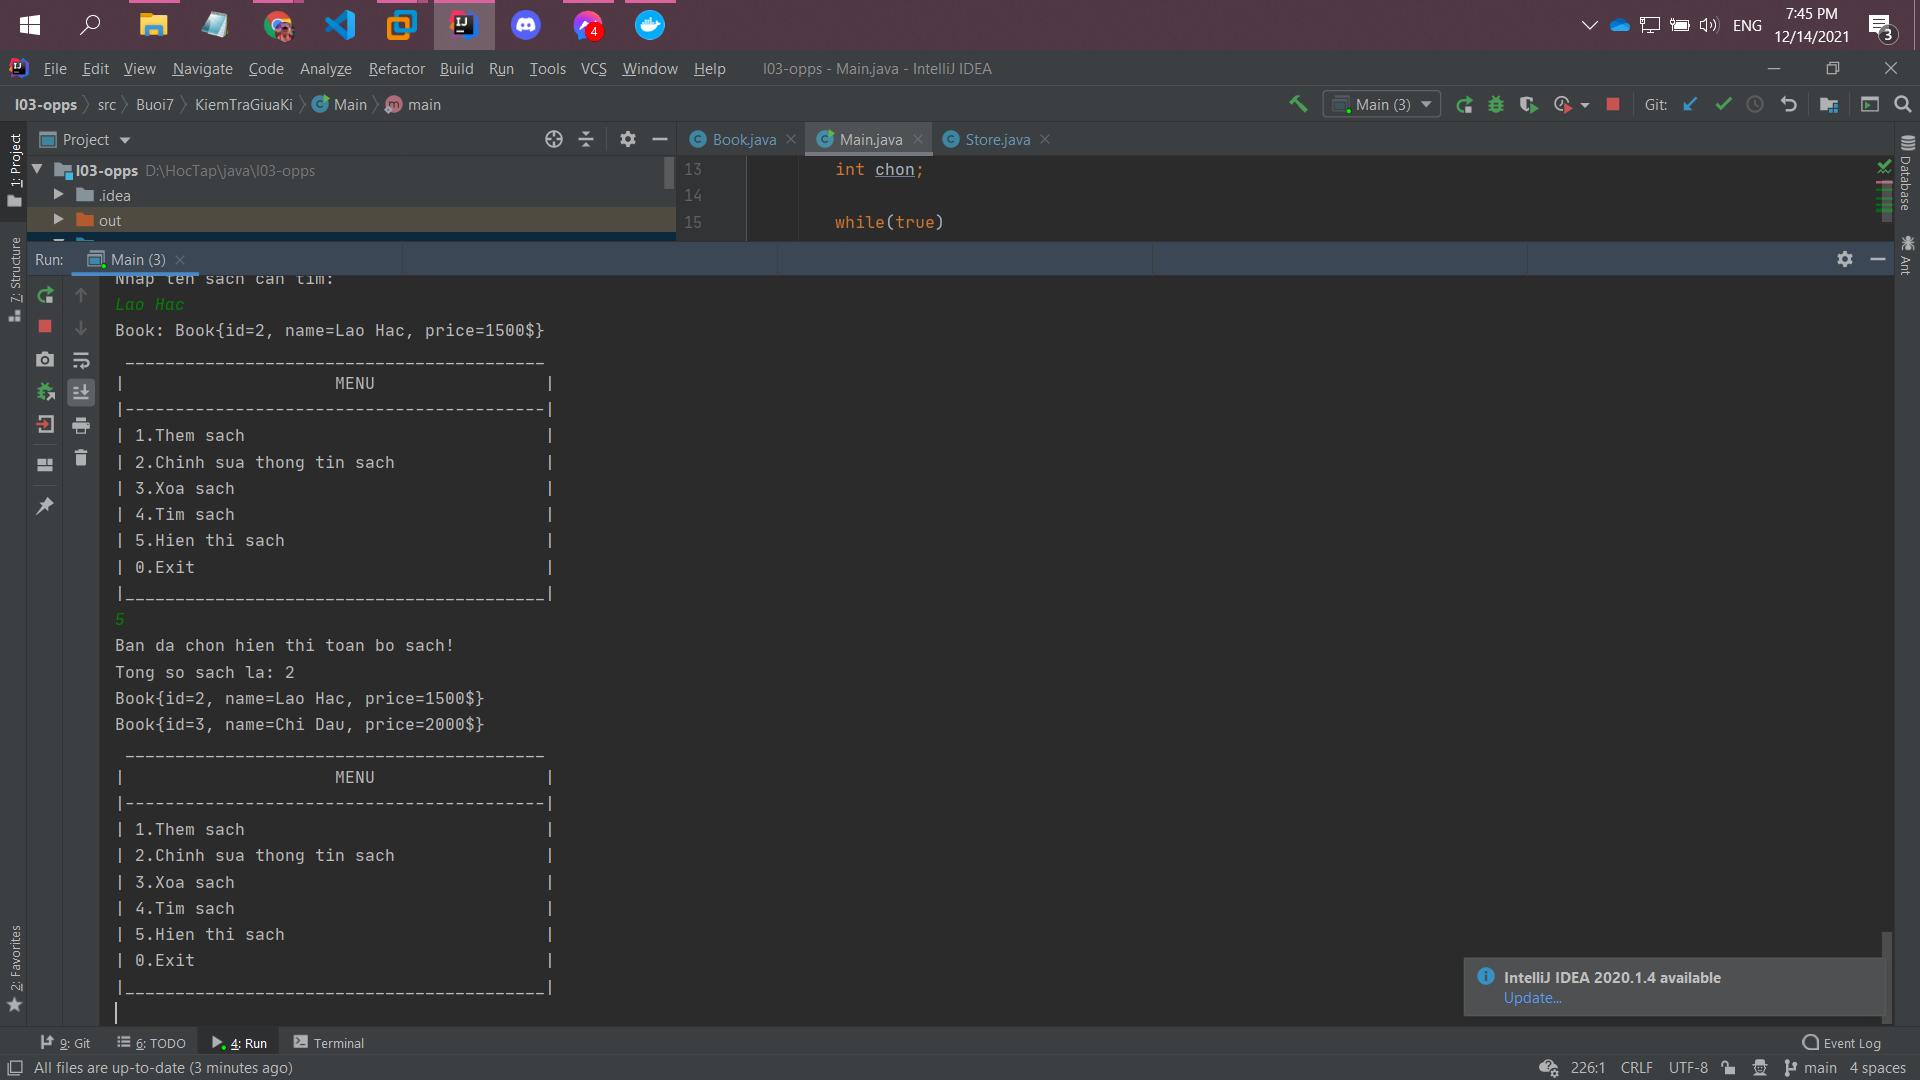 7:45 PM
ENG
12/14/2021
4
3
File Edit View Navigate Code Analyze Refactor Build Run Tools VCS Window Help l03-opps - Main.java - IntelliJ IDEA
l03-opps src Buoi7 KiemTraGiuaKi Main main Main (3) Git:
1: Project
Project
Book.java Main.java Store.java
l03-opps D:\HocTap\java\l03-opps
.idea
out
13 int chon;
14
15 while(true)
Database
Ant
7: Structure
2: Favorites
Run: Main (3)
Nhap ten sach can tim:
Lao Hac
Book: Book{id=2, name=Lao Hac, price=1500$}
__________________________________________
| MENU |
|------------------------------------------|
| 1.Them sach |
| 2.Chinh sua thong tin sach |
| 3.Xoa sach |
| 4.Tim sach |
| 5.Hien thi sach |
| 0.Exit |
|__________________________________________|
5
Ban da chon hien thi toan bo sach!
Tong so sach la: 2
Book{id=2, name=Lao Hac, price=1500$}
Book{id=3, name=Chi Dau, price=2000$}
__________________________________________
| MENU |
|------------------------------------------|
| 1.Them sach |
| 2.Chinh sua thong tin sach |
| 3.Xoa sach |
| 4.Tim sach |
| 5.Hien thi sach |
| 0.Exit |
|__________________________________________|
IntelliJ IDEA 2020.1.4 available
Update...
9: Git 6: TODO 4: Run Terminal Event Log
All files are up-to-date (3 minutes ago) 226:1 CRLF UTF-8 main 4 spaces